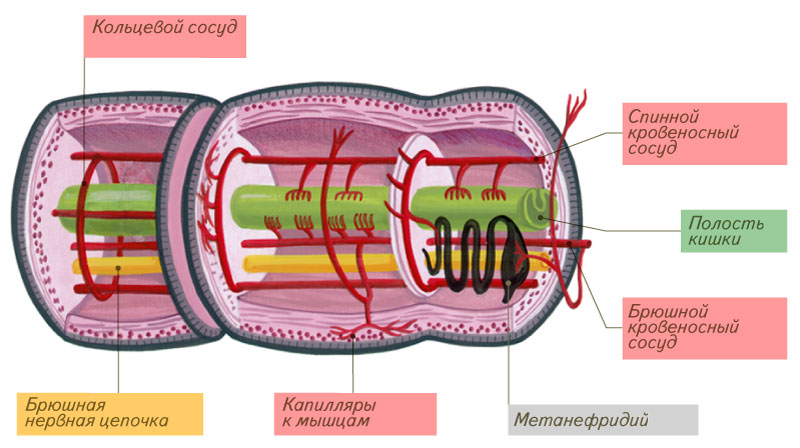 Кольцевой сосуд
Спинной
кровеносный
сосуд
Полость
кишки
Брюшной
кровеносный
сосуд
Брюшная
нервная цепочка
Капилляры
к мышцам
Метанефридий